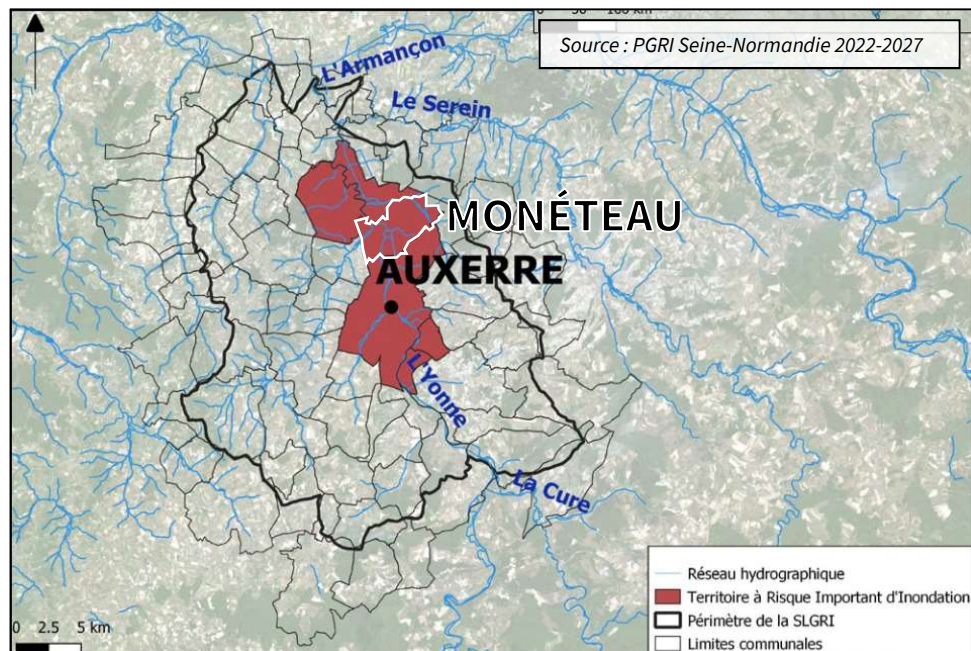 Source : PGRI Seine-Normandie 2022-2027
L'Armançon
Le Serein
MONÉTEAU
AUXERRE
L'Yonne
La Cure
Réseau hydrographique
Territoire à Risque Important d'Inondation
Périmètre de la SLGRI
Limites communales
0 2.5 5 km